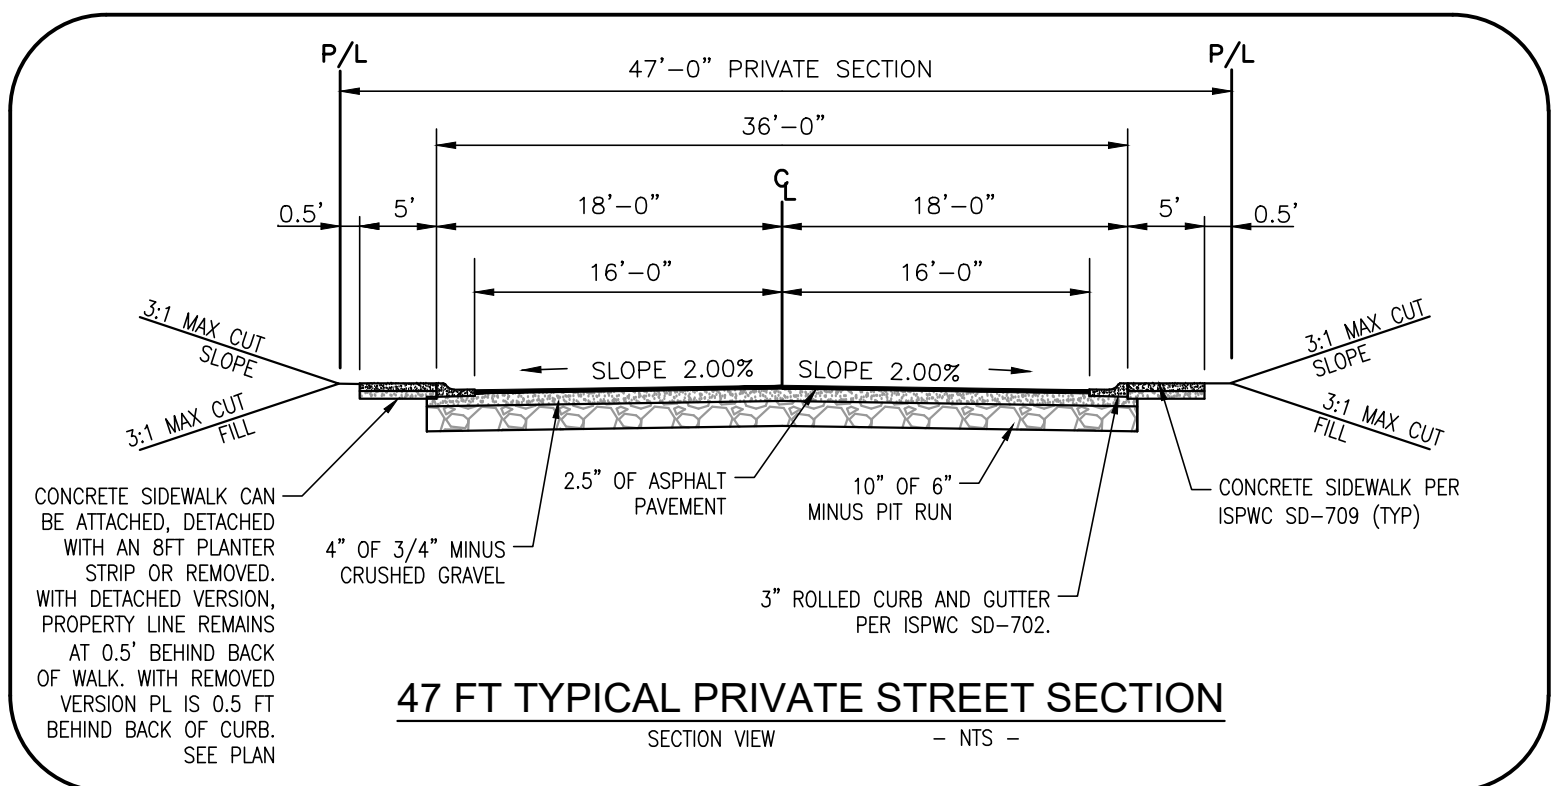 P/L
P/L
47'-0" PRIVATE SECTION
36'-0"
CL
0.5'
5'
18'-0"
18'-0"
5'
0.5'
16'-0"
16'-0"
3:1 MAX CUT
SLOPE
3:1 MAX CUT
SLOPE
SLOPE 2.00%
SLOPE 2.00%
3:1 MAX CUT
FILL
3:1 MAX CUT
FILL
CONCRETE SIDEWALK CAN
BE ATTACHED, DETACHED
WITH AN 8FT PLANTER
STRIP OR REMOVED.
WITH DETACHED VERSION,
PROPERTY LINE REMAINS
AT 0.5' BEHIND BACK
OF WALK. WITH REMOVED
VERSION PL IS 0.5 FT
BEHIND BACK OF CURB.
SEE PLAN
4" OF 3/4" MINUS
CRUSHED GRAVEL
2.5" OF ASPHALT
PAVEMENT
10" OF 6"
MINUS PIT RUN
3" ROLLED CURB AND GUTTER
PER ISPWC SD-702.
CONCRETE SIDEWALK PER
ISPWC SD-709 (TYP)
47 FT TYPICAL PRIVATE STREET SECTION
SECTION VIEW - NTS -